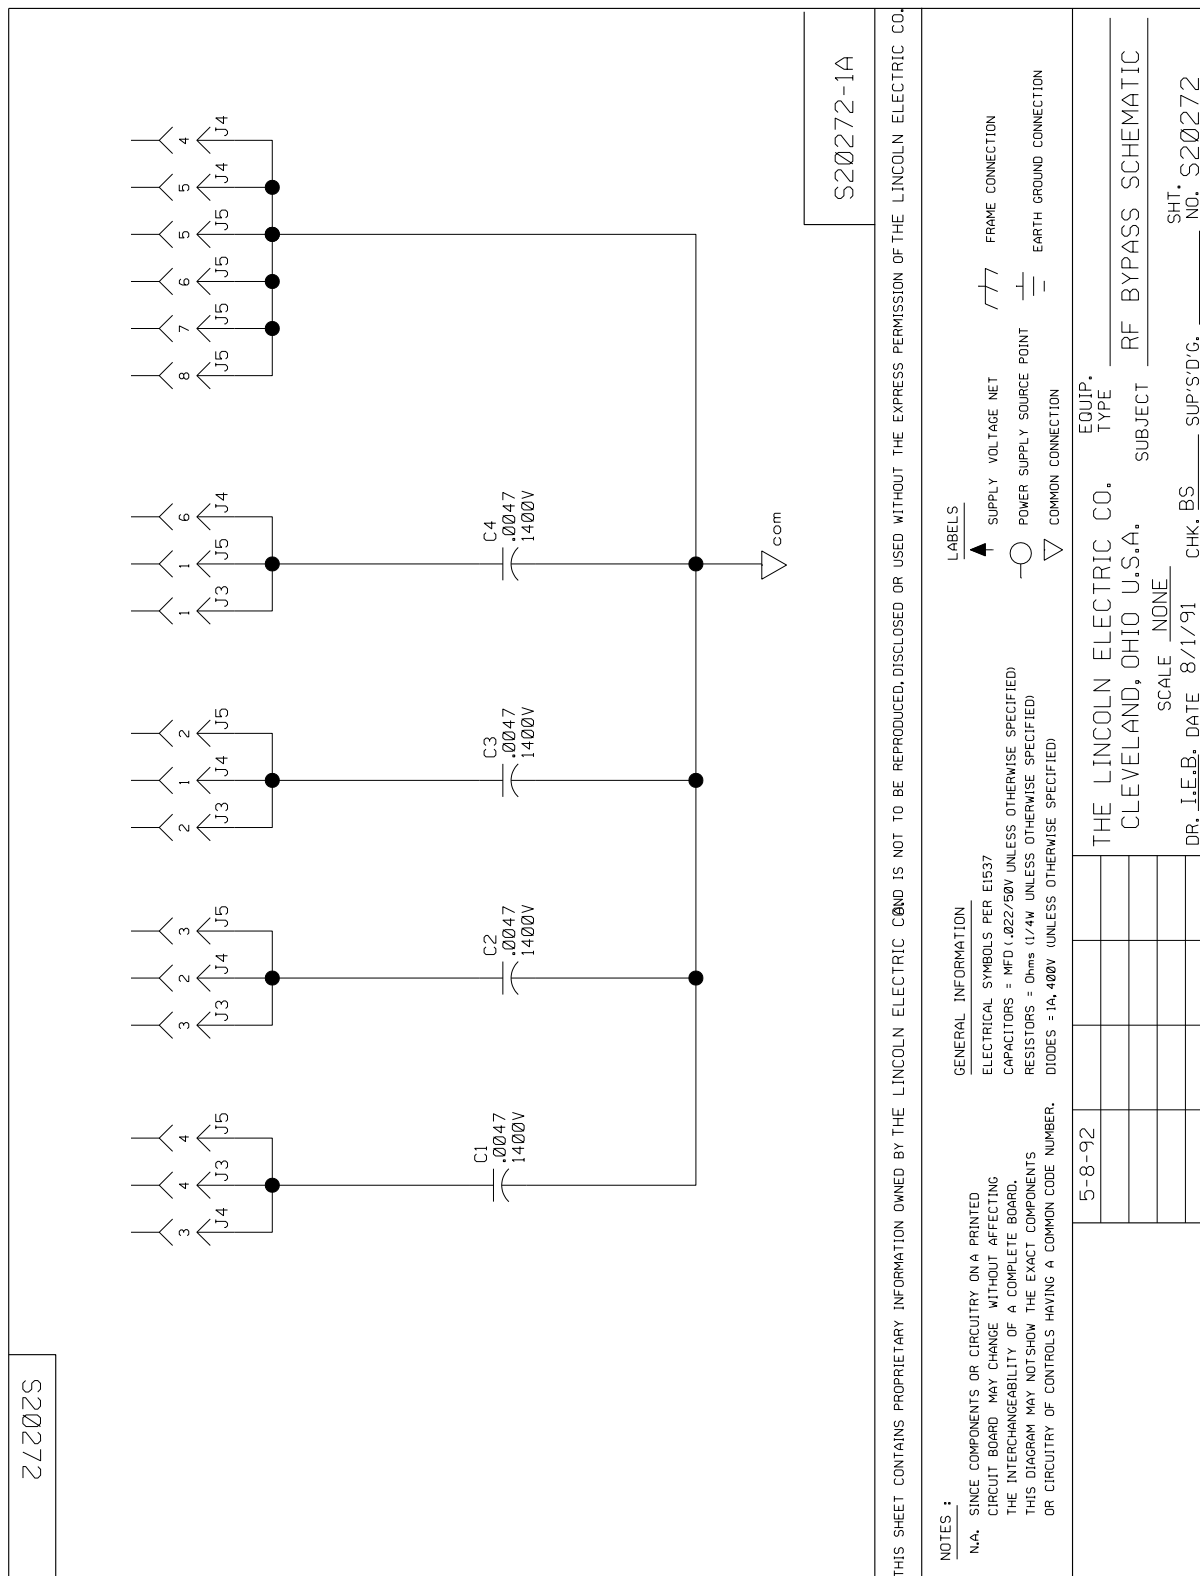 S20272
3 J4
4 J3
4 J5
C1
.0047
1400V
3 J3
2 J4
3 J5
C2
.0047
1400V
2 J3
1 J4
2 J5
C3
.0047
1400V
1 J3
1 J5
6 J4
C4
.0047
1400V
8 J5
7 J5
6 J5
5 J5
5 J4
4 J4
com
S20272-1A
THIS SHEET CONTAINS PROPRIETARY INFORMATION OWNED BY THE LINCOLN ELECTRIC CO. AND IS NOT TO BE REPRODUCED, DISCLOSED OR USED WITHOUT THE EXPRESS PERMISSION OF THE LINCOLN ELECTRIC CO.
NOTES :
N.A. SINCE COMPONENTS OR CIRCUITRY ON A PRINTED
CIRCUIT BOARD MAY CHANGE WITHOUT AFFECTING
THE INTERCHANGEABILITY OF A COMPLETE BOARD,
THIS DIAGRAM MAY NOT SHOW THE EXACT COMPONENTS
OR CIRCUITRY OF CONTROLS HAVING A COMMON CODE NUMBER.
GENERAL INFORMATION
ELECTRICAL SYMBOLS PER E1537
CAPACITORS = MFD (.022/50V UNLESS OTHERWISE SPECIFIED)
RESISTORS = Ohms (1/4W UNLESS OTHERWISE SPECIFIED)
DIODES = 1A, 400V (UNLESS OTHERWISE SPECIFIED)
LABELS
SUPPLY VOLTAGE NET
POWER SUPPLY SOURCE POINT
COMMON CONNECTION
FRAME CONNECTION
EARTH GROUND CONNECTION
5-8-92
THE LINCOLN ELECTRIC CO.
CLEVELAND, OHIO U.S.A.
SCALE NONE
DR. I.E.B. DATE 8/1/91 CHK. BS SUP'S'D'G.
EQUIP.
TYPE
SUBJECT RF BYPASS SCHEMATIC
SHT.
NO. S20272